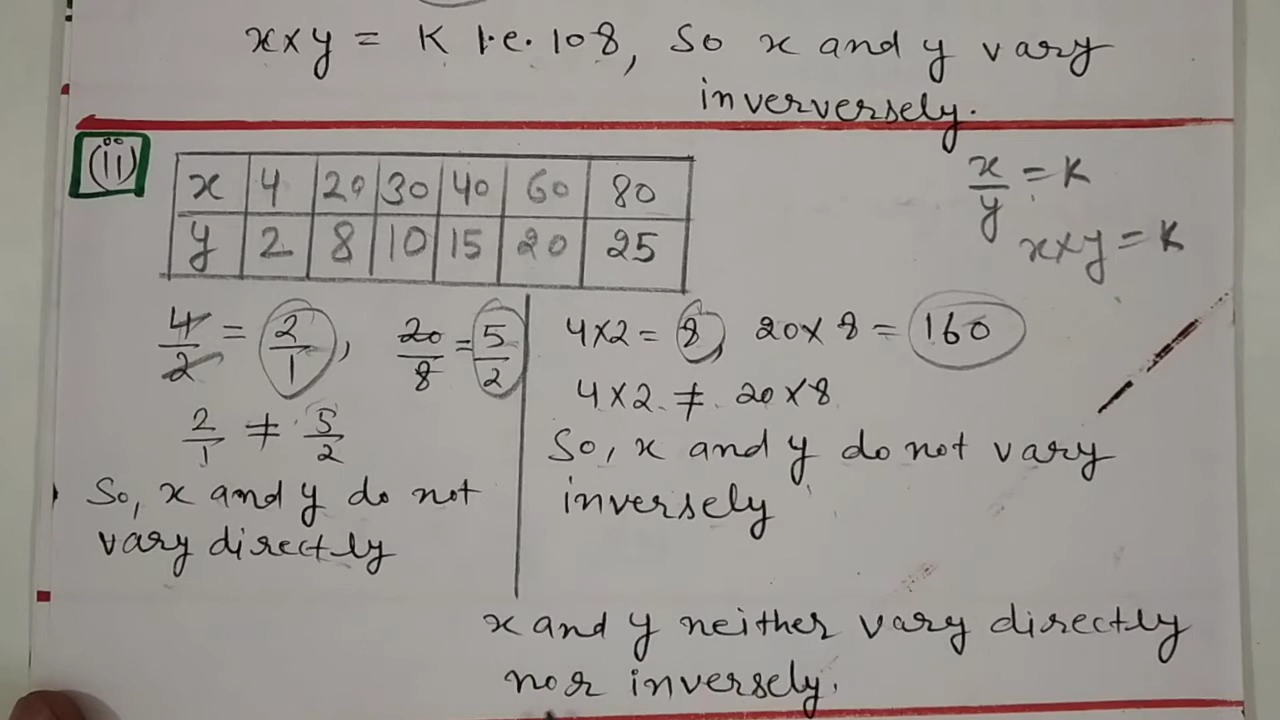 x×y = K i.e. 108, So x and y vary
inverversely.
(ii)
x 4 20 30 40 60 80
y 2 8 10 15 20 25
x/y = K
x×y = K
4/2 = 2/1, 20/8 = 5/2
2/1 ≠ 5/2
So, x and y do not
vary directly
4×2 = 8, 20×8 = 160
4×2 ≠ 20×8
So, x and y do not vary
inversely
x and y neither vary directly
nor inversely.